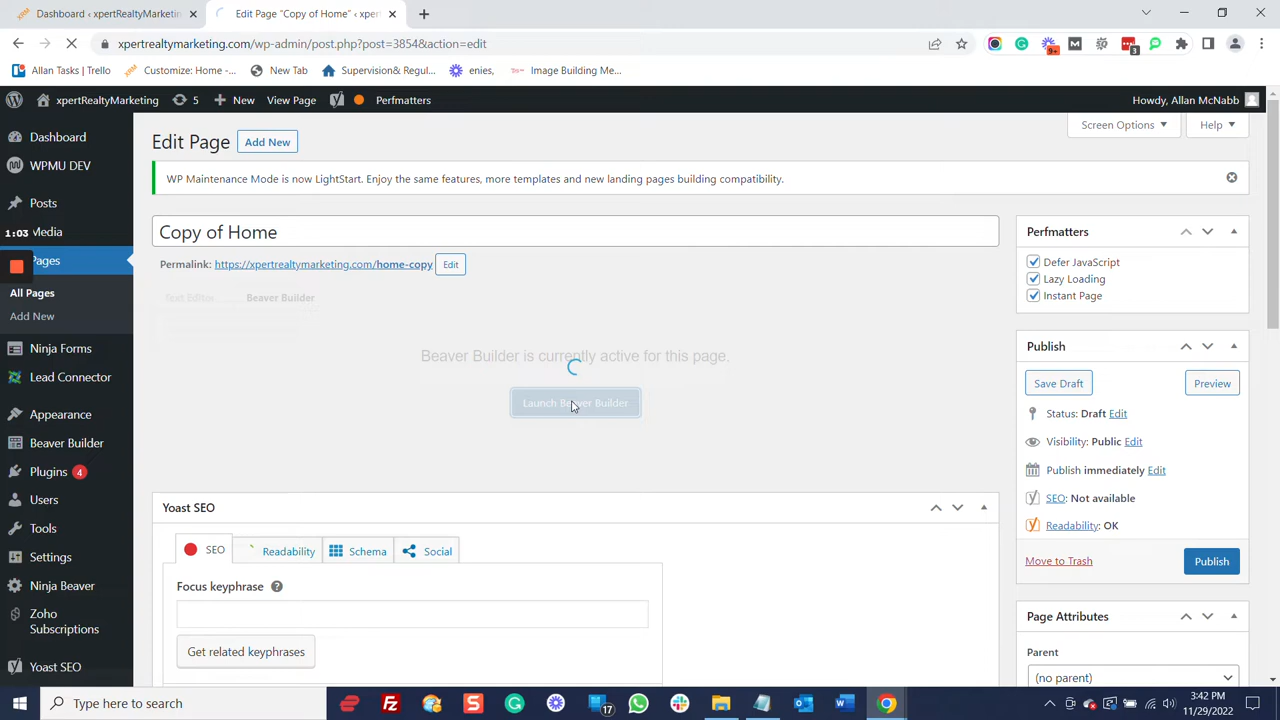 Dashboard ‹ xpertRealtyMarketin
Edit Page "Copy of Home" ‹ xpert
xpertrealtymarketing.com/wp-admin/post.php?post=3854&action=edit
9+
3
Allan Tasks | Trello
Customize: Home -...
New Tab
Supervision& Regul...
enies,
Image Building Me...
xpertRealtyMarketing
5
New
View Page
Perfmatters
Howdy, Allan McNabb
Screen Options
Help
Edit Page
Add New
WP Maintenance Mode is now LightStart. Enjoy the same features, more templates and new landing pages building compatibility.
Dashboard
WPMU DEV
Posts
Media
1:03
Pages
All Pages
Add New
Ninja Forms
Lead Connector
Appearance
Beaver Builder
Plugins 4
Users
Tools
Settings
Ninja Beaver
Zoho
Subscriptions
Yoast SEO
Copy of Home
Permalink: https://xpertrealtymarketing.com/home-copy
Edit
Text Editor
Beaver Builder
Beaver Builder is currently active for this page.
Launch Beaver Builder
Yoast SEO
SEO
Readability
Schema
Social
Focus keyphrase
Get related keyphrases
Perfmatters
Defer JavaScript
Lazy Loading
Instant Page
Publish
Save Draft
Preview
Status: Draft Edit
Visibility: Public Edit
Publish immediately Edit
SEO: Not available
Readability: OK
Move to Trash
Publish
Page Attributes
Parent
(no parent)
Type here to search
17
3:42 PM
11/29/2022